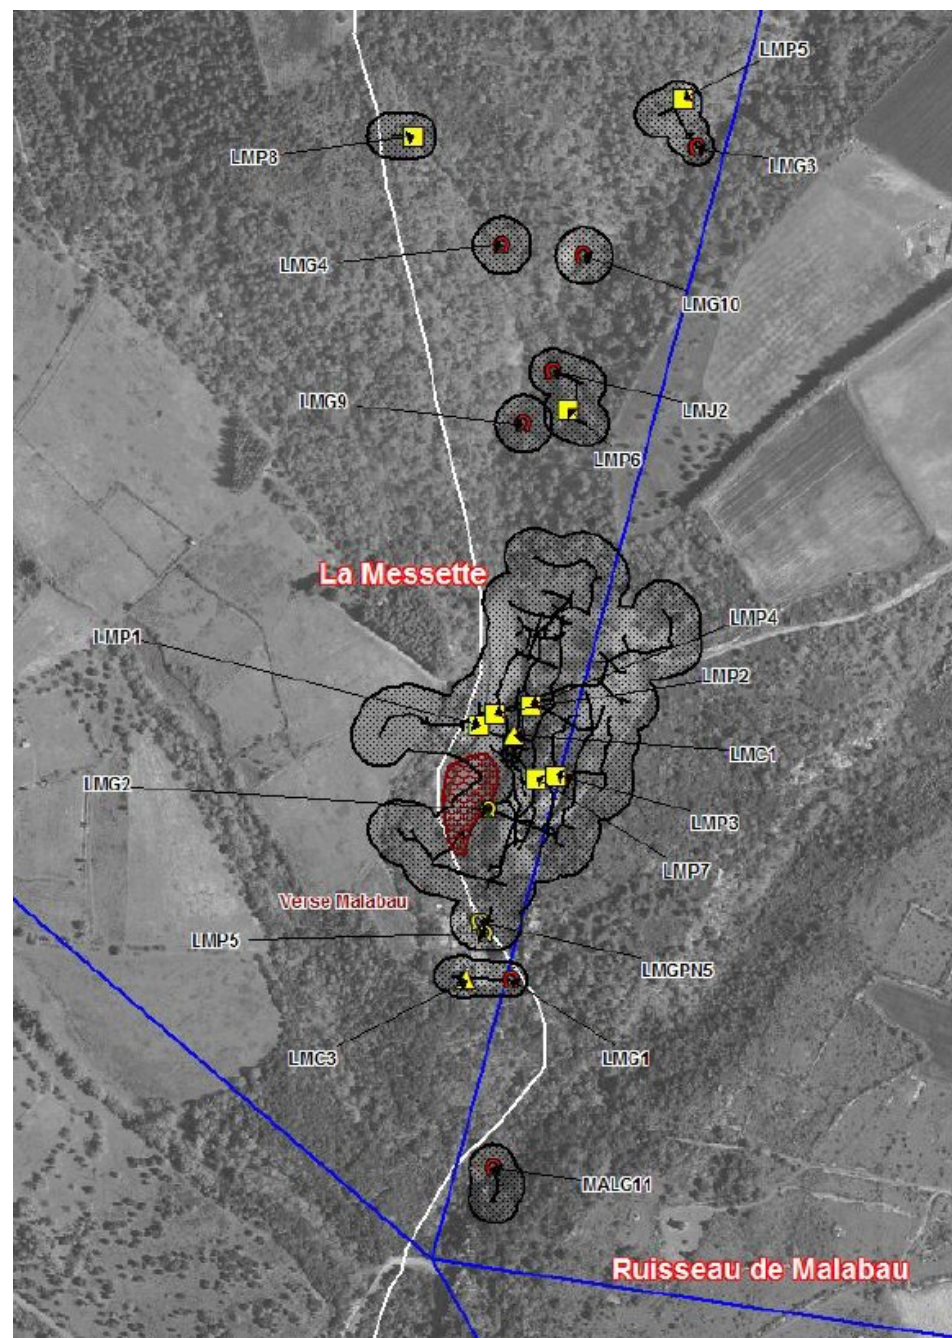 LMP5
LMP8
LMG3
LMG4
LMG10
LMG9
LMJ2
LMP6
La Messette
LMP4
LMP1
LMP2
LMC1
LMG2
LMP3
LMP7
Verse Malabau
LMP5
LMGPN5
LMC3
LMG1
MALG11
Ruisseau de Malabau